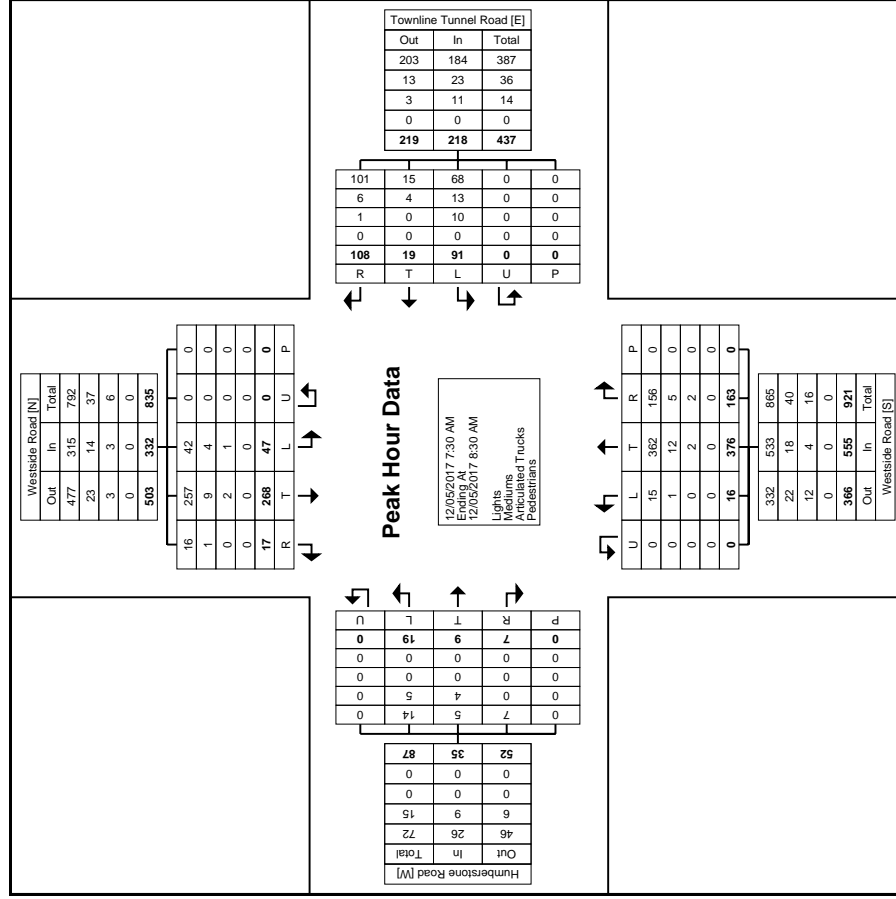 Townline Tunnel Road [E]
Out In Total
203 184 387
13 23 36
3 11 14
0 0 0
219 218 437
101 15 68 0 0
6 4 13 0 0
1 0 10 0 0
0 0 0 0 0
108 19 91 0 0
R T L U P
Westside Road [N]
Out In Total
477 315 792
23 14 37
3 3 6
0 0 0
503 332 835
16 257 42 0 0
1 9 4 0 0
0 2 1 0 0
0 0 0 0 0
17 268 47 0 0
R T L U P
Peak Hour Data
12/05/2017 7:30 AM
Ending At
12/05/2017 8:30 AM
Lights
Mediums
Articulated Trucks
Pedestrians
U L T R P
0 15 362 156 0
0 1 12 5 0
0 0 2 2 0
0 0 0 0 0
0 16 376 163 0
332 533 865
22 18 40
12 4 16
0 0 0
366 555 921
Out In Total
Westside Road [S]
Humberstone Road [W]
Out In Total
46 26 72
6 9 15
0 0 0
0 0 0
52 35 87
0 7 5 14 0
0 0 4 5 0
0 0 0 0 0
0 0 0 0 0
0 7 9 19 0
P R T L U